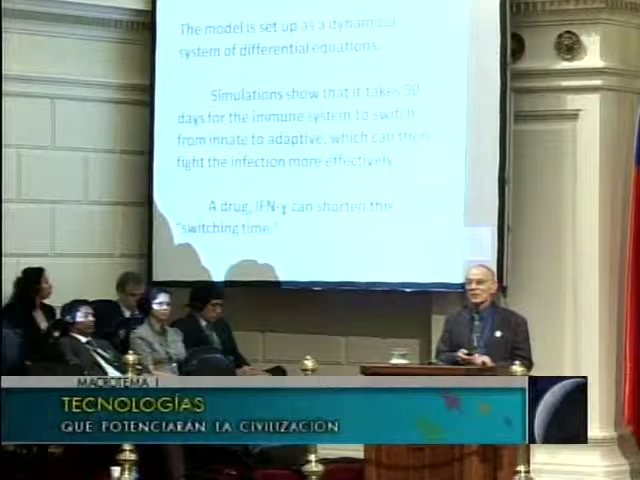 The model is set up as a dynamical
system of differential equations.
Simulations show that it takes 50
days for the immune system to switch
from innate to adaptive, which can then
fight the infection more effectively.
A drug, IFN-γ can shorten this
"switching time."
MACROTEMA I
TECNOLOGÍAS
QUE POTENCIARÁN LA CIVILIZACIÓN